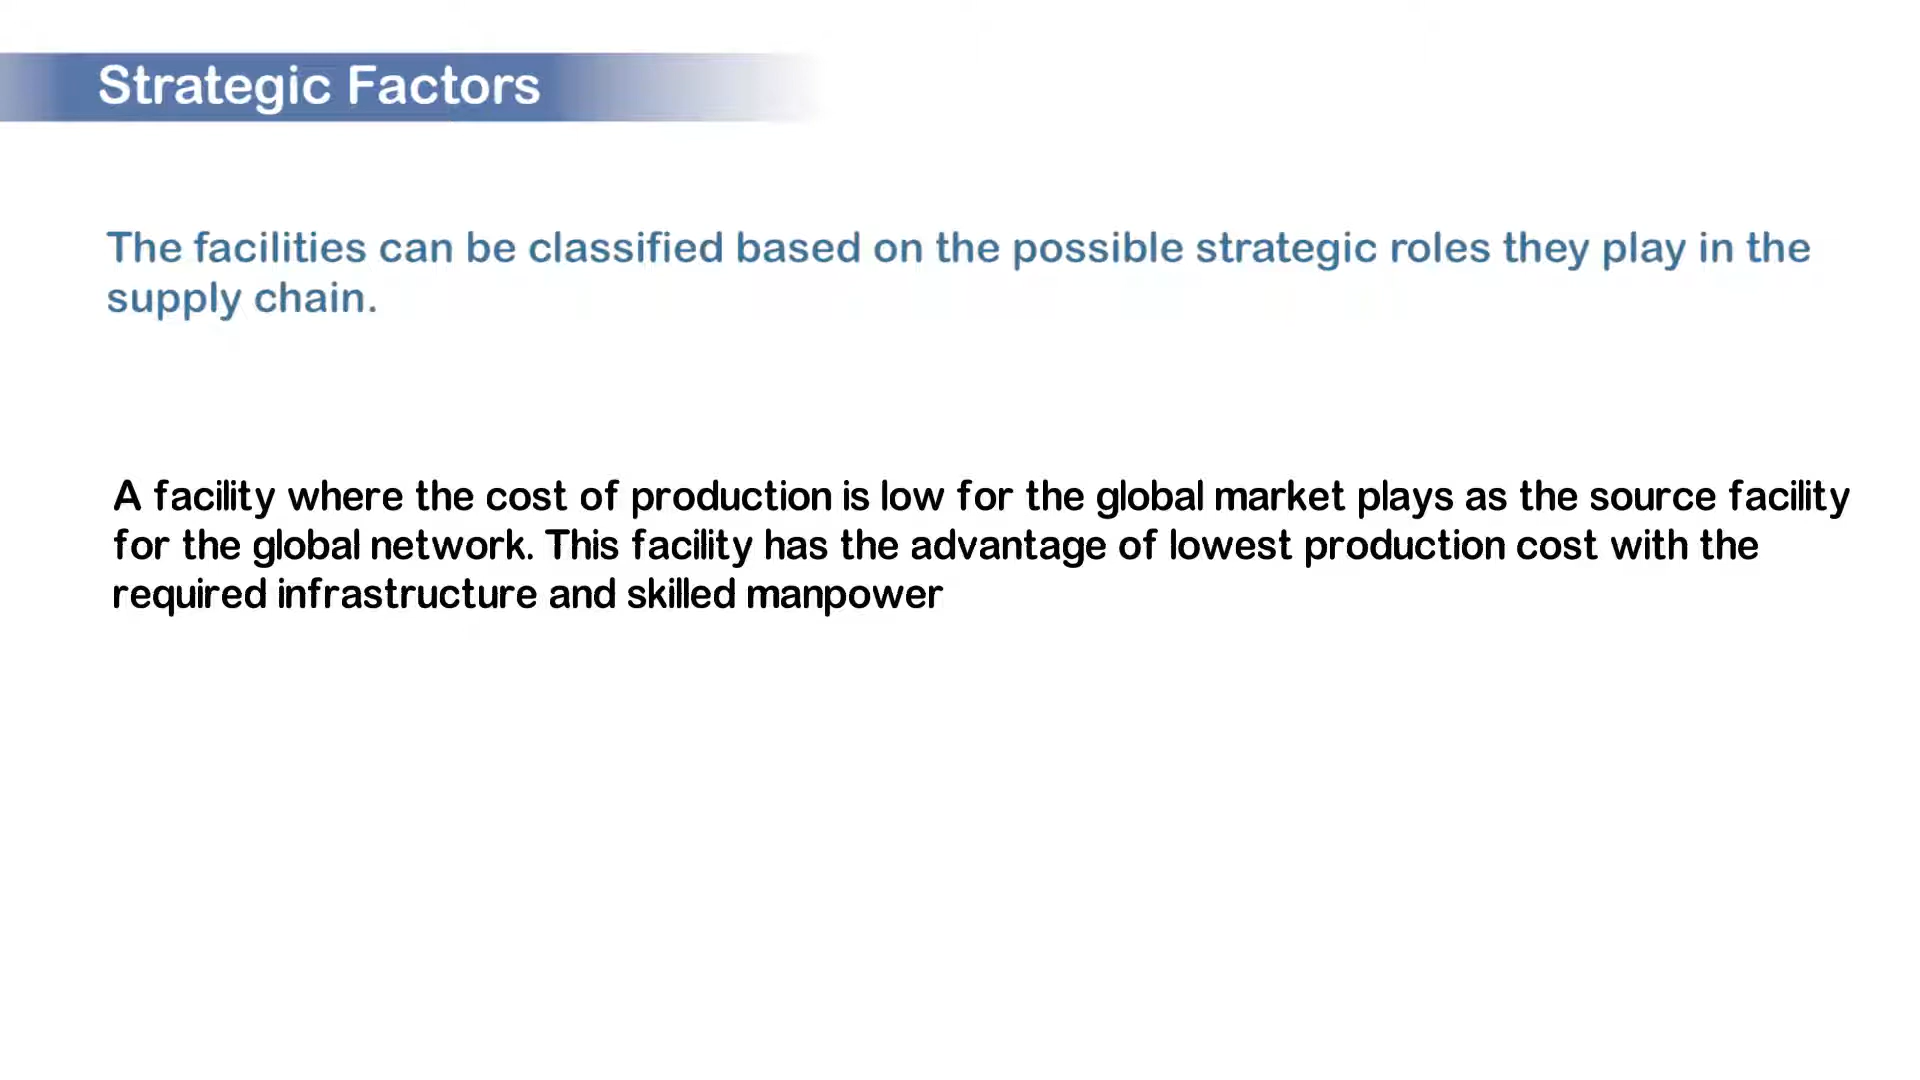 Strategic Factors
The facilities can be classified based on the possible strategic roles they play in the
supply chain.
A facility where the cost of production is low for the global market plays as the source facility
for the global network. This facility has the advantage of lowest production cost with the
required infrastructure and skilled manpower